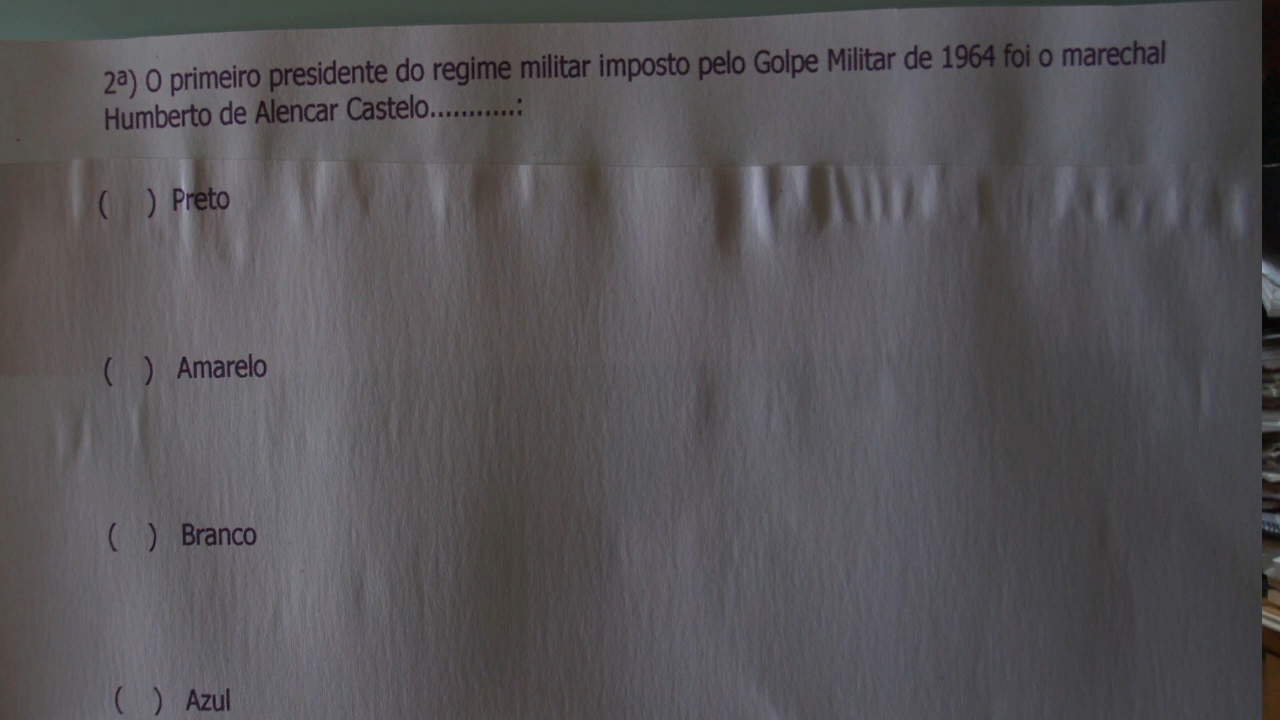 2ª) O primeiro presidente do regime militar imposto pelo Golpe Militar de 1964 foi o marechal
Humberto de Alencar Castelo...........:
( ) Preto
( ) Amarelo
( ) Branco
( ) Azul